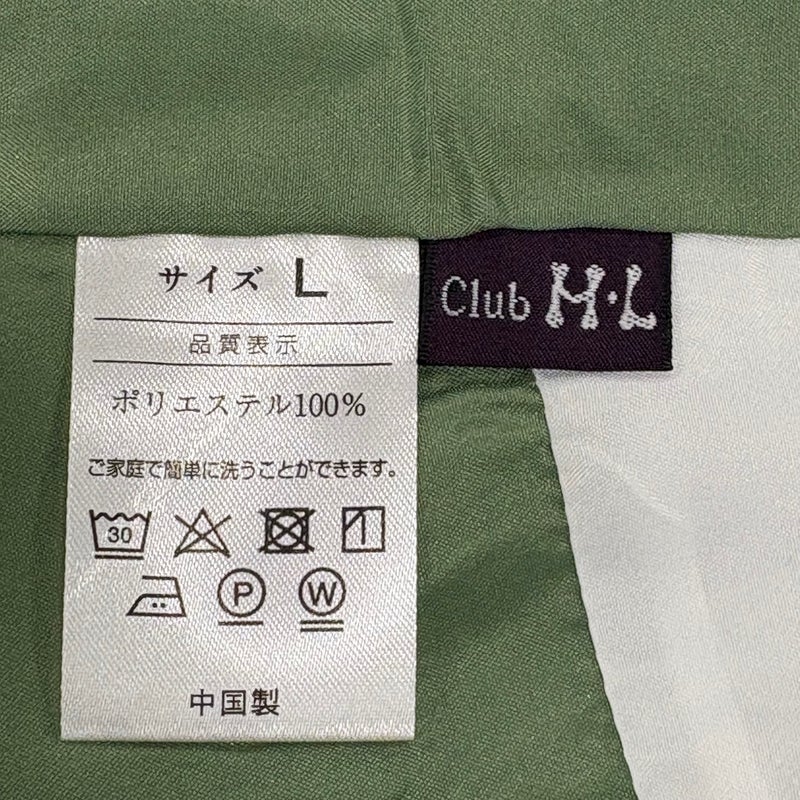 サイズ L
品質表示
ポリエステル100%
ご家庭で簡単に洗うことができます。
30
P W
中国製
Club H・L